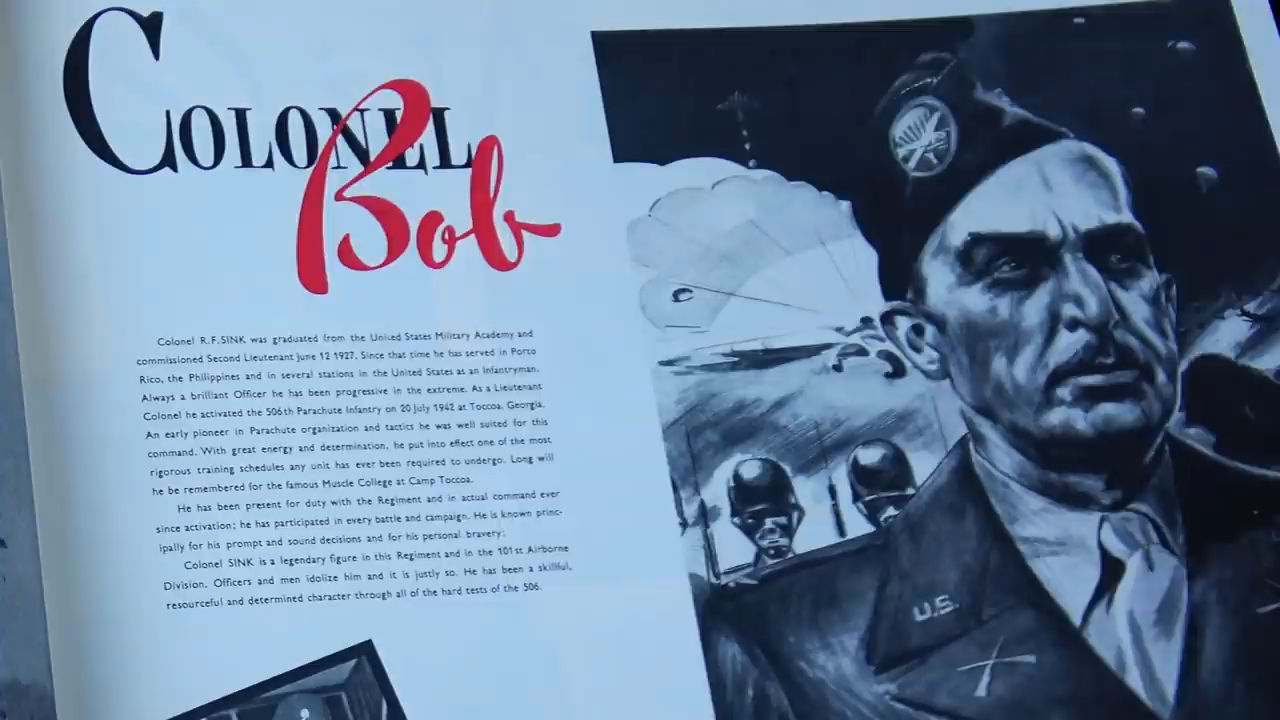 COLONEL
Bob
Colonel R.F.SINK was graduated from the United States Military Academy and
commissioned Second Lieutenant June 12 1927. Since that time he has served in Porto
Rico, the Philippines and in several stations in the United States as an Infantryman.
Always a brilliant Officer he has been progressive in the extreme. As a Lieutenant
Colonel he activated the 506th Parachute Infantry on 20 July 1942 at Toccoa, Georgia.
An early pioneer in Parachute organization and tactics he was well suited for this
command. With great energy and determination, he put into effect one of the most
rigorous training schedules any unit has ever been required to undergo. Long will
he be remembered for the famous Muscle College at Camp Toccoa.
He has been present for duty with the Regiment and in actual command ever
since activation; he has participated in every battle and campaign. He is known princ-
ipally for his prompt and sound decisions and for his personal bravery;
Colonel SINK is a legendary figure in this Regiment and in the 101st Airborne
Division. Officers and men idolize him and it is justly so. He has been a skillful,
resourceful and determined character through all of the hard tests of the 506.
U.S.